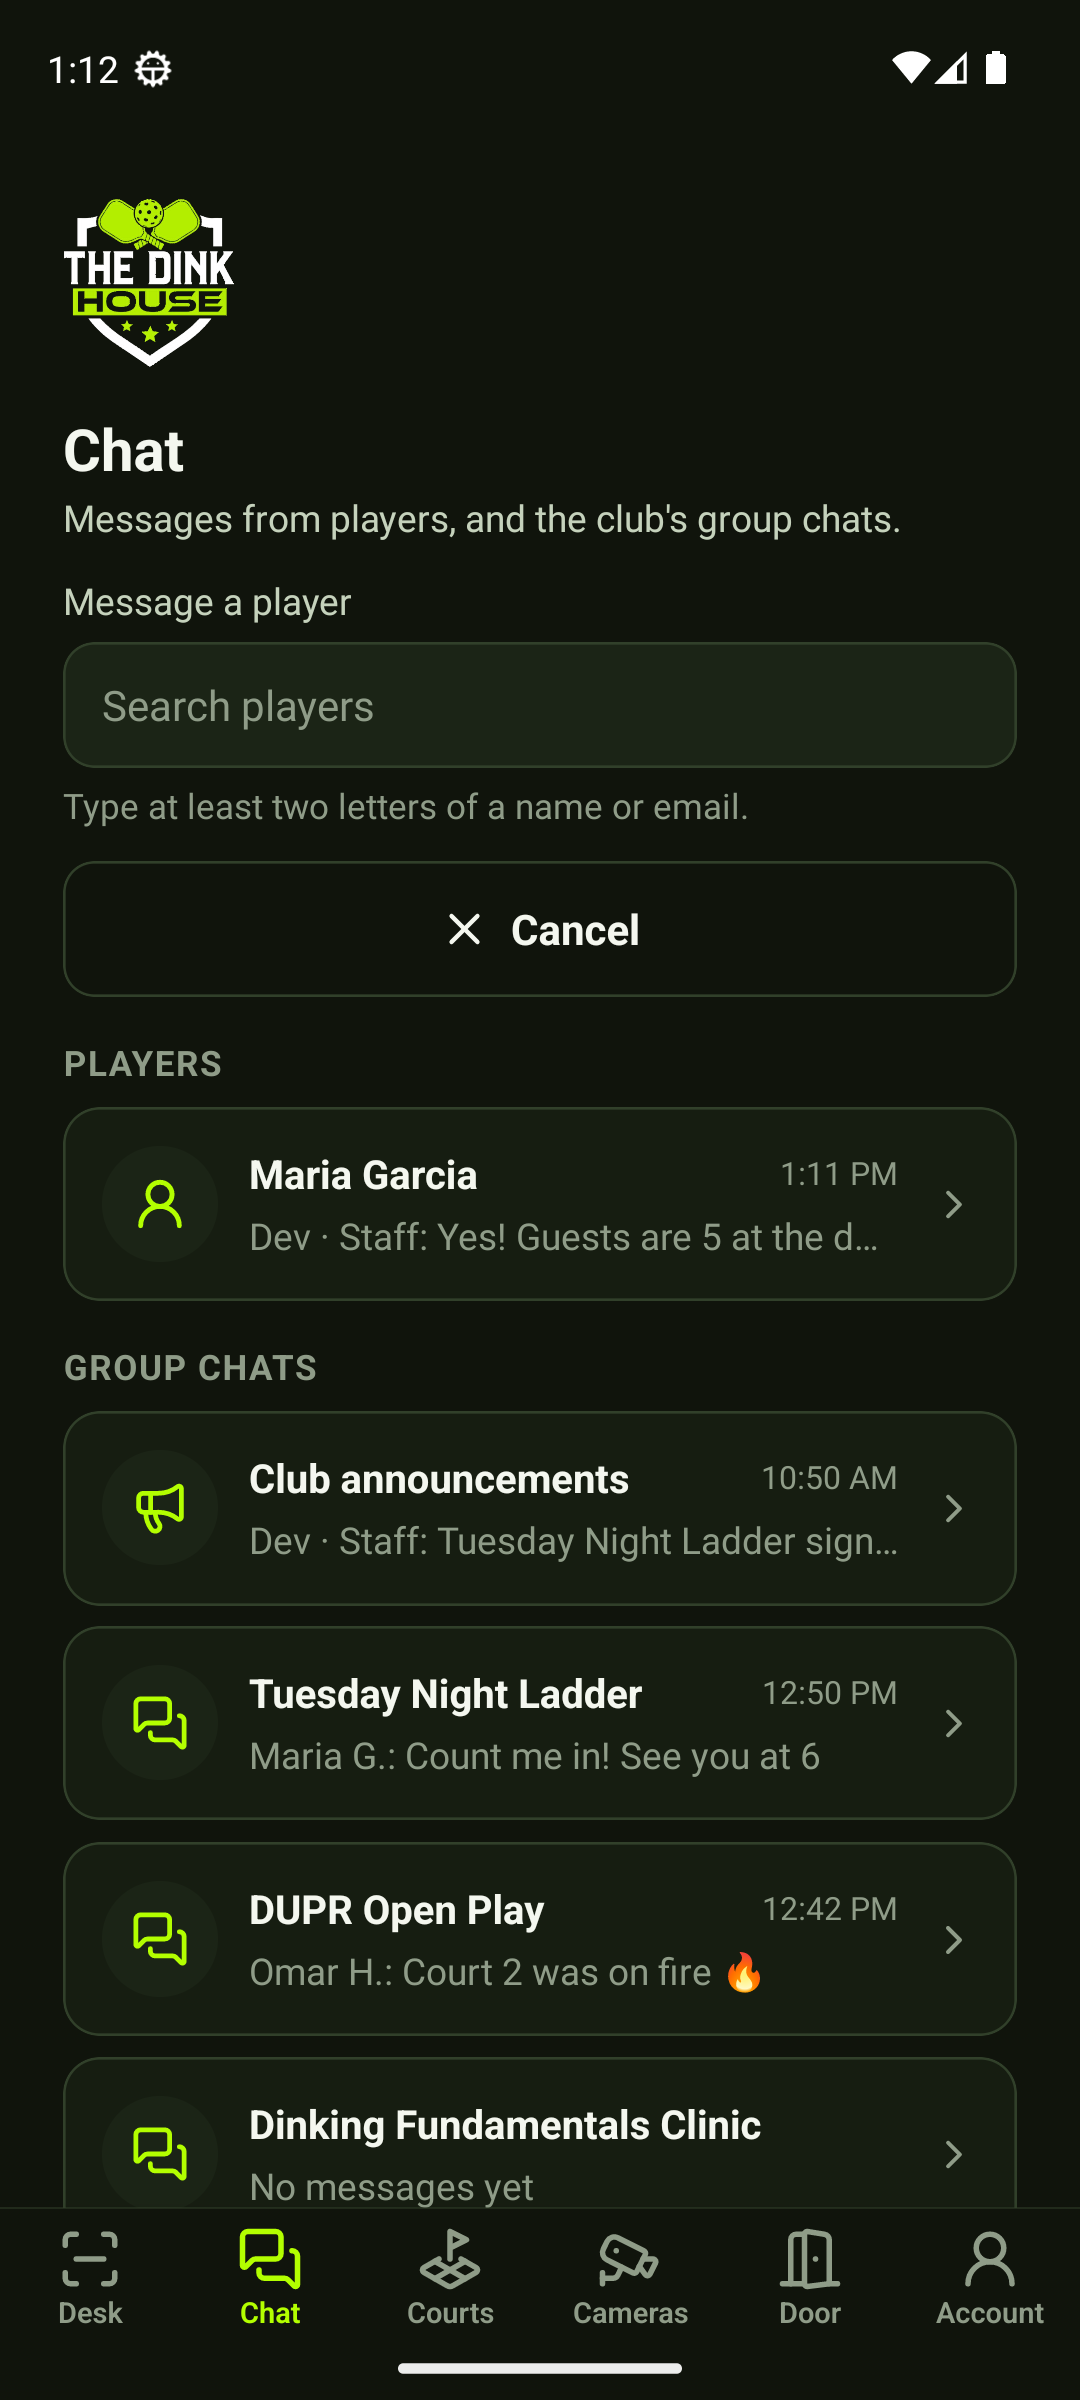 1:12
THE DINK
HOUSE
Chat
Messages from players, and the club's group chats.
Message a player
Search players
Type at least two letters of a name or email.
Cancel
PLAYERS
Maria Garcia
1:11 PM
Dev · Staff: Yes! Guests are 5 at the d…
GROUP CHATS
Club announcements
10:50 AM
Dev · Staff: Tuesday Night Ladder sign…
Tuesday Night Ladder
12:50 PM
Maria G.: Count me in! See you at 6
DUPR Open Play
12:42 PM
Omar H.: Court 2 was on fire 🔥
Dinking Fundamentals Clinic
No messages yet
Desk
Chat
Courts
Cameras
Door
Account